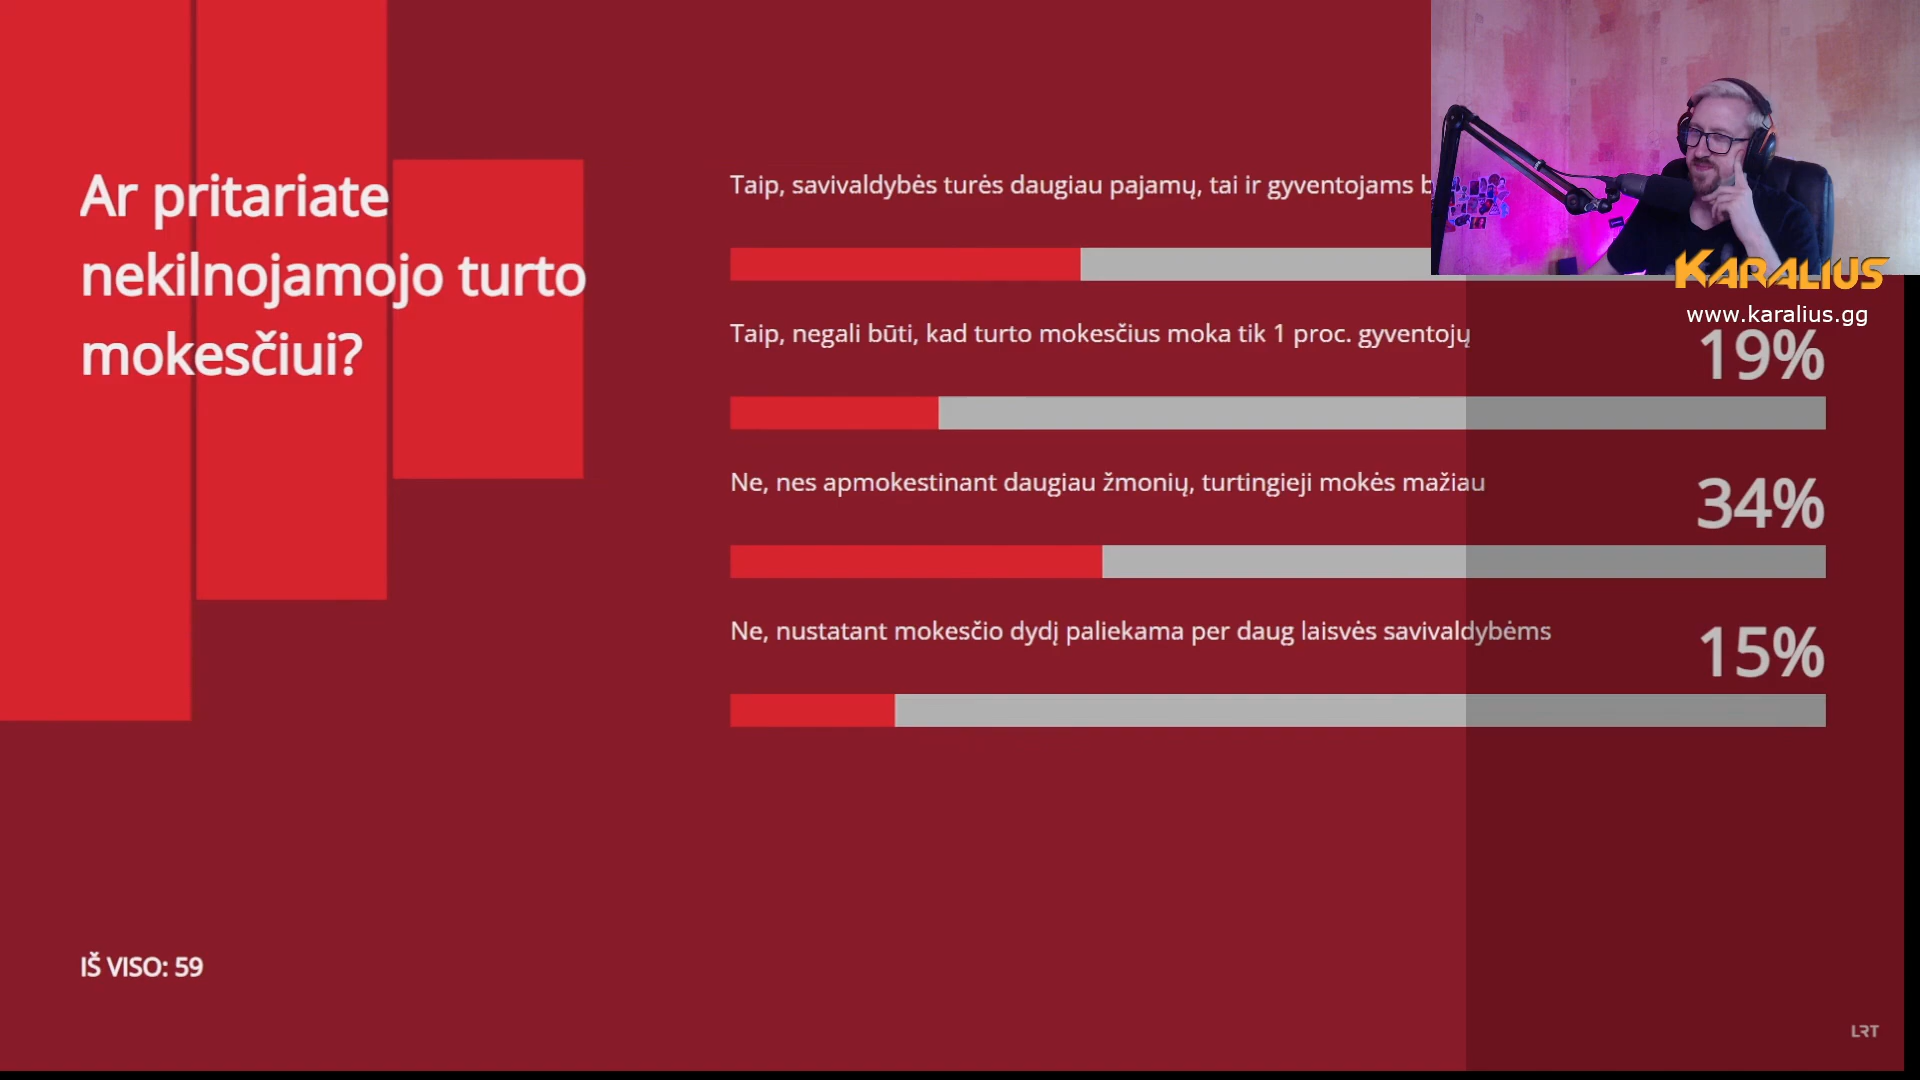 Ar pritariate
nekilnojamojo turto
mokesčiui?
Taip, savivaldybės turės daugiau pajamų, tai ir gyventojams
Taip, negali būti, kad turto mokesčius moka tik 1 proc. gyventojų
19%
Ne, nes apmokestinant daugiau žmonių, turtingieji mokės mažiau
34%
Ne, nustatant mokesčio dydį paliekama per daug laisvės savivaldybėms
15%
IŠ VISO: 59
KARALIUS
www.karalius.gg
LRT